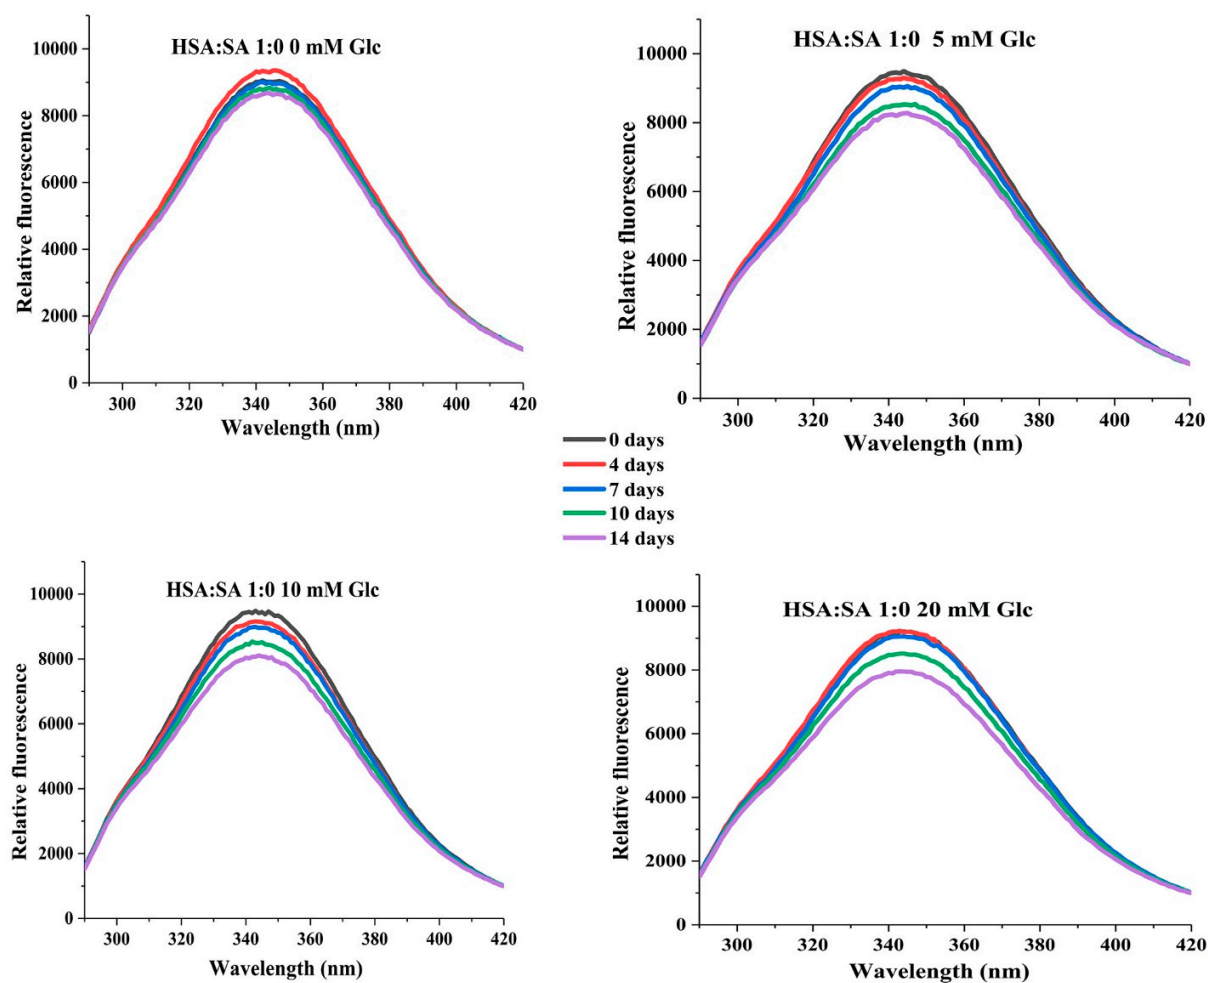 HSA:SA 1:0 0 mM Glc
10000
8000
6000
4000
2000
0
Relative fluorescence
300 320 340 360 380 400 420
Wavelength (nm)
HSA:SA 1:0 5 mM Glc
10000
8000
6000
4000
2000
0
Relative fluorescence
300 320 340 360 380 400 420
Wavelength (nm)
0 days
4 days
7 days
10 days
14 days
HSA:SA 1:0 10 mM Glc
10000
8000
6000
4000
2000
0
Relative fluorescence
300 320 340 360 380 400 420
Wavelength (nm)
HSA:SA 1:0 20 mM Glc
10000
8000
6000
4000
2000
0
Relative fluorescence
300 320 340 360 380 400 420
Wavelength (nm)